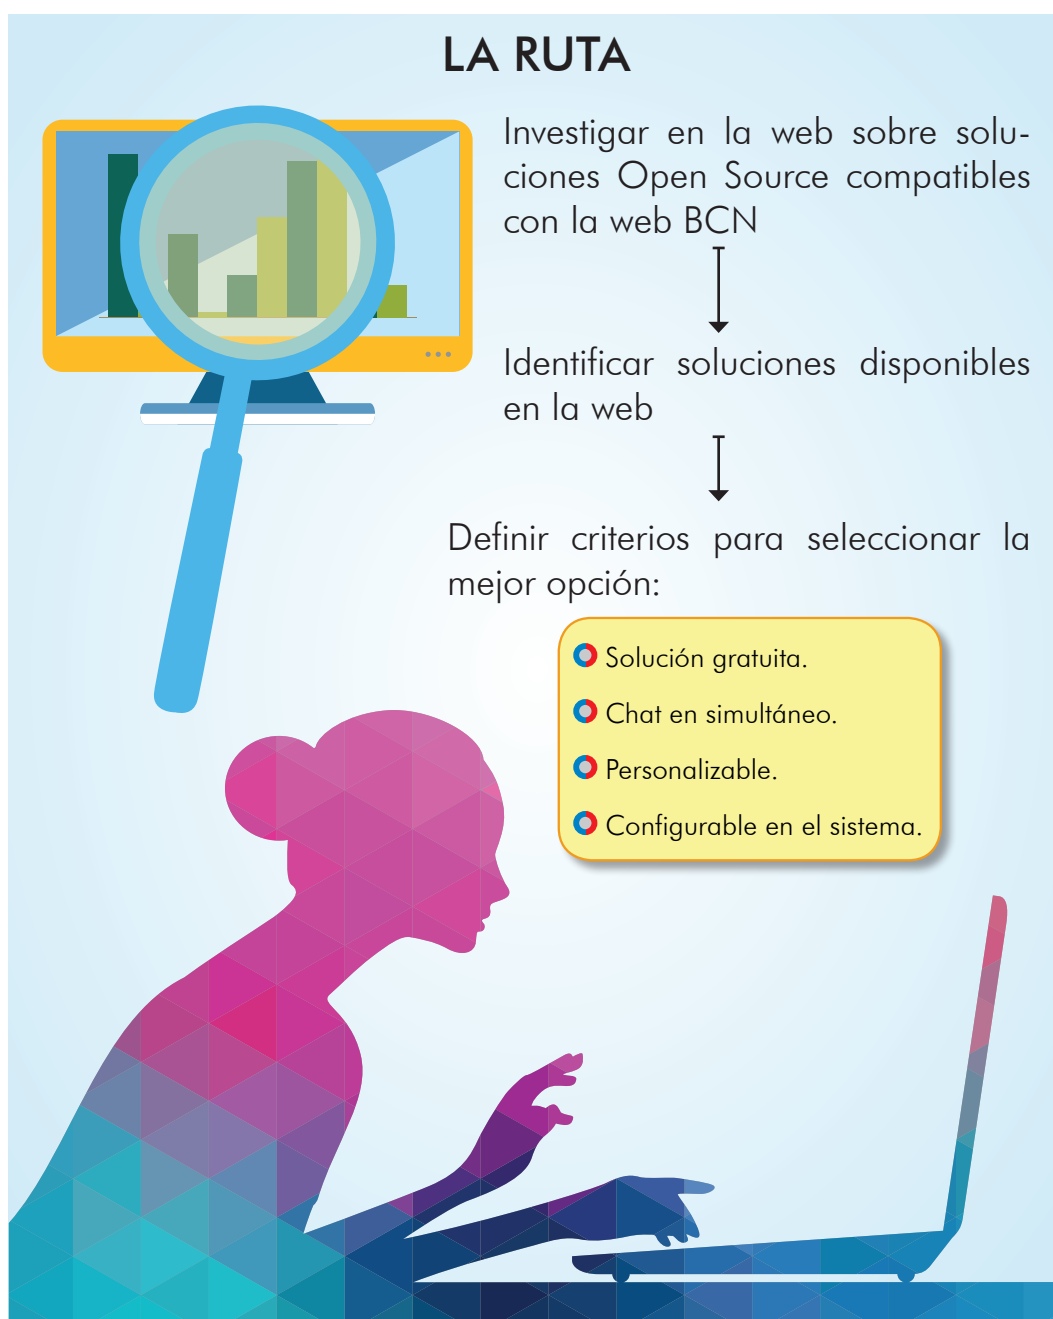 LA RUTA
Investigar en la web sobre solu-
ciones Open Source compatibles
con la web BCN
Identificar soluciones disponibles
en la web
Definir criterios para seleccionar la
mejor opción:
Solución gratuita.
Chat en simultáneo.
Personalizable.
Configurable en el sistema.